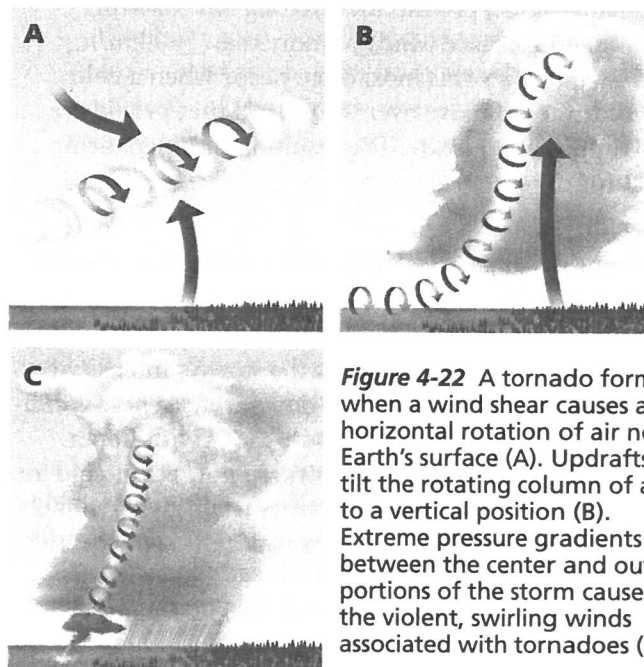 A
B
C
Figure 4-22 A tornado form
when a wind shear causes a
horizontal rotation of air ne
Earth's surface (A). Updrafts
tilt the rotating column of a
to a vertical position (B).
Extreme pressure gradients
between the center and out
portions of the storm cause
the violent, swirling winds
associated with tornadoes (